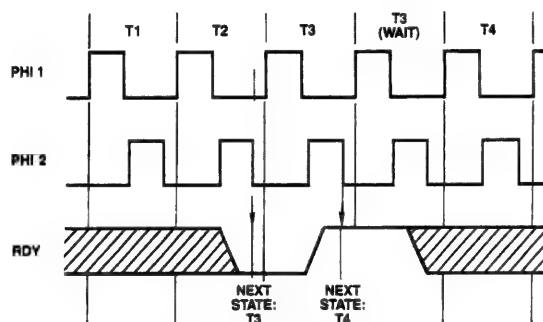 T1 T2 T3 T3 (WAIT) T4
PHI 1
PHI 2
RDY
NEXT STATE: T3
NEXT STATE: T4